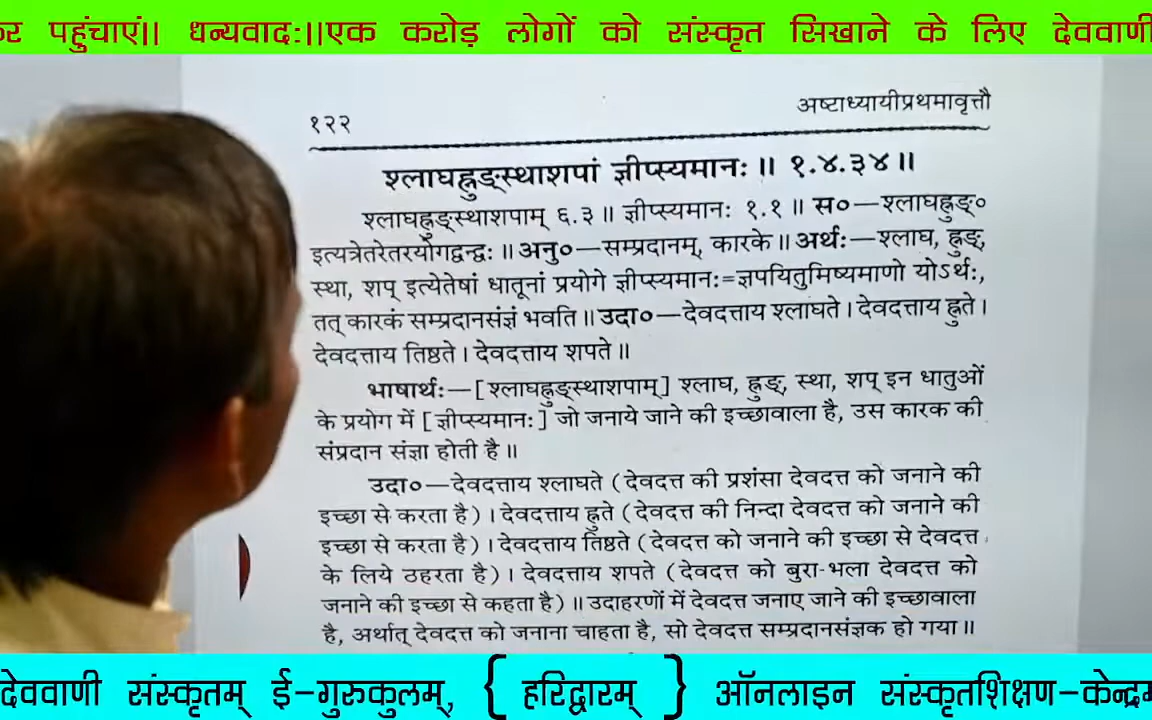 र पहुंचाएं।। धन्यवाद:।।एक करोड़ लोगों को संस्कृत सिखाने के लिए देववाणी
१२२
अष्टाध्यायीप्रथमावृत्तौ
श्लाघह्नुङ्स्थाशपां ज्ञीप्स्यमानः ॥ १.४.३४॥
श्लाघह्नुङ्स्थाशपाम् ६.३ ॥ ज्ञीप्स्यमानः १.१ ॥ स०—श्लाघह्नुङ्०
इत्यत्रेतरेतरयोगद्वन्द्वः ॥ अनु०—सम्प्रदानम्, कारके ॥ अर्थः—श्लाघ, ह्नुङ्,
स्था, शप् इत्येतेषां धातूनां प्रयोगे ज्ञीप्स्यमानः=ज्ञपयितुमिष्यमाणो योऽर्थः,
तत् कारकं सम्प्रदानसंज्ञं भवति ॥ उदा०—देवदत्ताय श्लाघते । देवदत्ताय ह्नुते ।
देवदत्ताय तिष्ठते । देवदत्ताय शपते ॥
भाषार्थः—[श्लाघह्नुङ्स्थाशपाम्] श्लाघ, ह्नुङ्, स्था, शप् इन धातुओं
के प्रयोग में [ज्ञीप्स्यमानः] जो जनाये जाने की इच्छावाला है, उस कारक की
संप्रदान संज्ञा होती है ॥
उदा०—देवदत्ताय श्लाघते (देवदत्त की प्रशंसा देवदत्त को जनाने की
इच्छा से करता है) । देवदत्ताय ह्नुते (देवदत्त की निन्दा देवदत्त को जनाने की
इच्छा से करता है) । देवदत्ताय तिष्ठते (देवदत्त को जनाने की इच्छा से देवदत्त
के लिये ठहरता है) । देवदत्ताय शपते (देवदत्त को बुरा-भला देवदत्त को
जनाने की इच्छा से कहता है) ॥ उदाहरणों में देवदत्त जनाए जाने की इच्छावाला
है, अर्थात् देवदत्त को जनाना चाहता है, सो देवदत्त सम्प्रदानसंज्ञक हो गया ॥
देववाणी संस्कृतम् ई-गुरुकुलम्, { हरिद्वारम् } ऑनलाइन संस्कृतशिक्षण-केन्द्रम